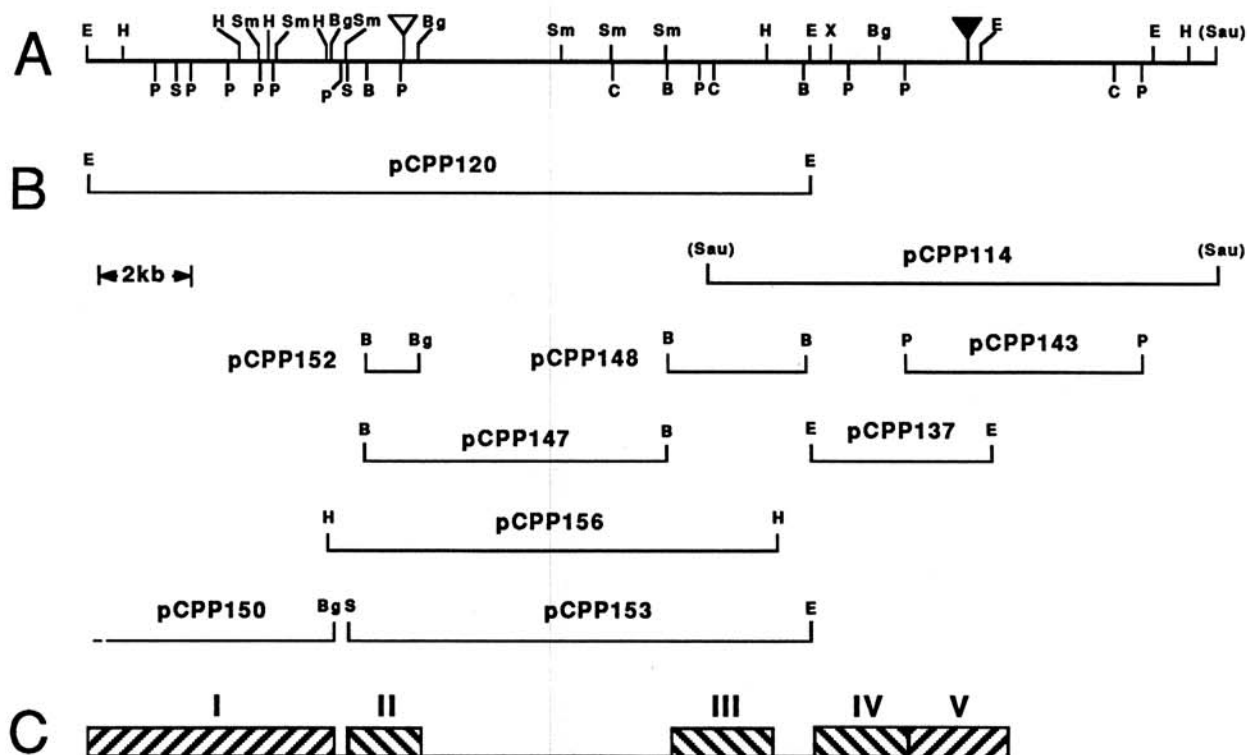 E H H Sm H Sm H Bg Sm Bg Sm Sm Sm H E X Bg E E H (Sau)
A
P S P P P P P S B P C B P C B P P C P
E pCPP120 E
B
(Sau) pCPP114 (Sau)
2kb
B Bg B B P P
pCPP152 pCPP148 pCPP143
B pCPP147 B E pCPP137 E
H pCPP156 H
pCPP150 Bg S pCPP153 E
I II III IV V
C